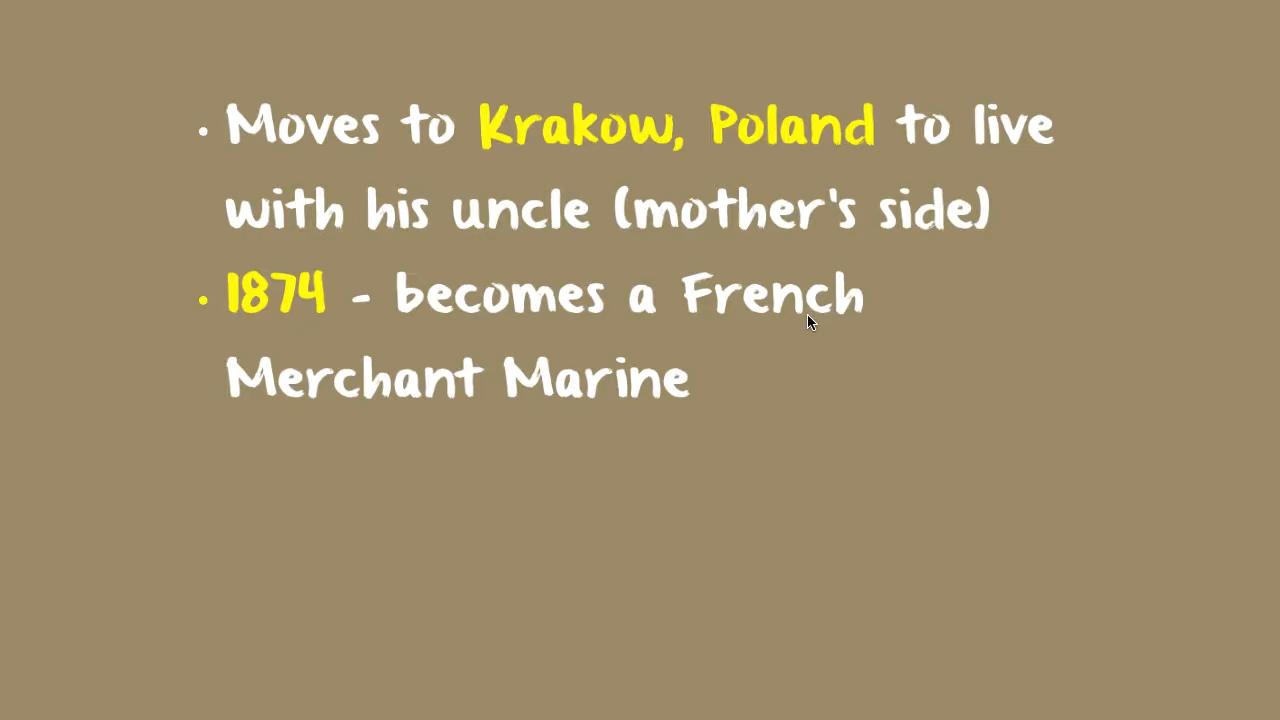 • Moves to Krakow, Poland to live
with his uncle (mother's side)
• 1874 - becomes a French
Merchant Marine